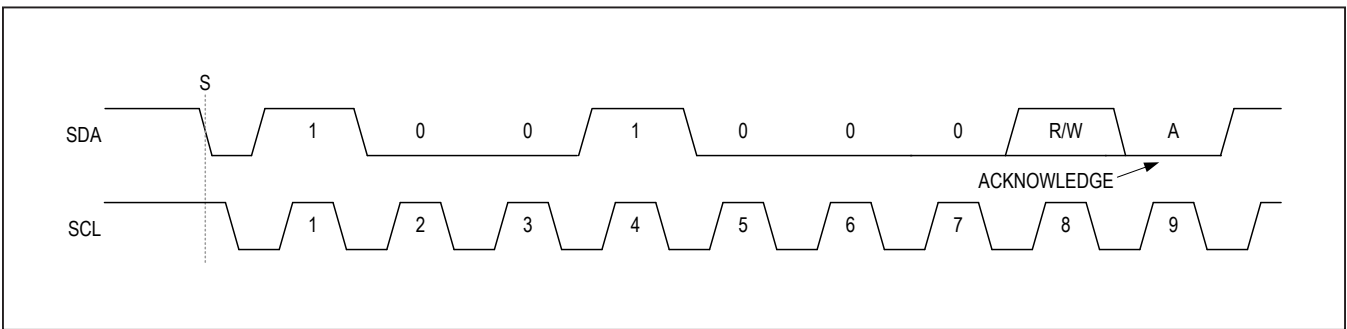 S
SDA 1 0 0 1 0 0 0 R/W A
ACKNOWLEDGE
SCL 1 2 3 4 5 6 7 8 9